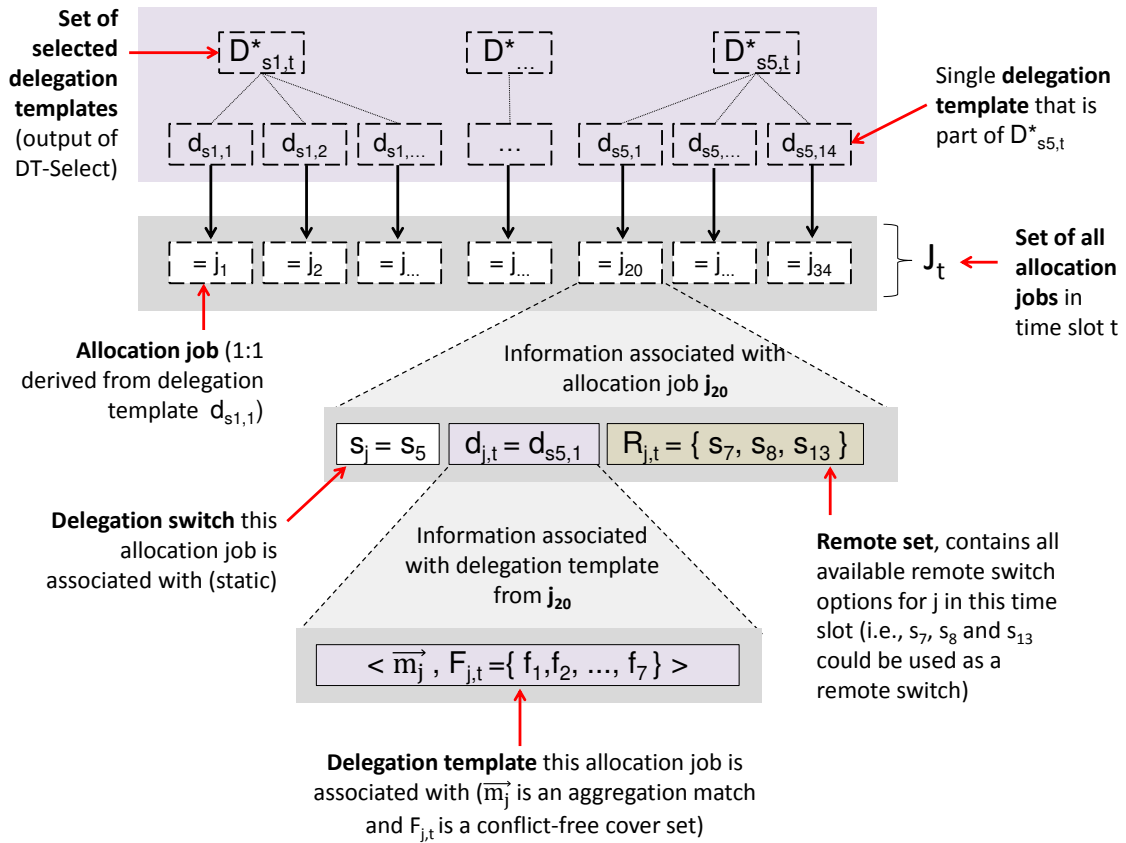 Set of
selected
delegation
templates
(output of
DT-Select)
D*s1,t
D*...
D*s5,t
Single delegation
template that is
part of D*s5,t
ds1,1
ds1,2
ds1,...
...
ds5,1
ds5,...
ds5,14
= j1
= j2
= j...
= j...
= j20
= j...
= j34
Jt
Set of all
allocation
jobs in
time slot t
Allocation job (1:1
derived from delegation
template ds1,1)
Information associated with
allocation job j20
sj = s5
dj,t = ds5,1
Rj,t = { s7, s8, s13 }
Delegation switch this
allocation job is
associated with (static)
Information associated
with delegation template
from j20
Remote set, contains all
available remote switch
options for j in this time
slot (i.e., s7, s8 and s13
could be used as a
remote switch)
< m⃗j , Fj,t ={ f1,f2, ..., f7 } >
Delegation template this allocation job is
associated with (m⃗j is an aggregation match
and Fj,t is a conflict-free cover set)